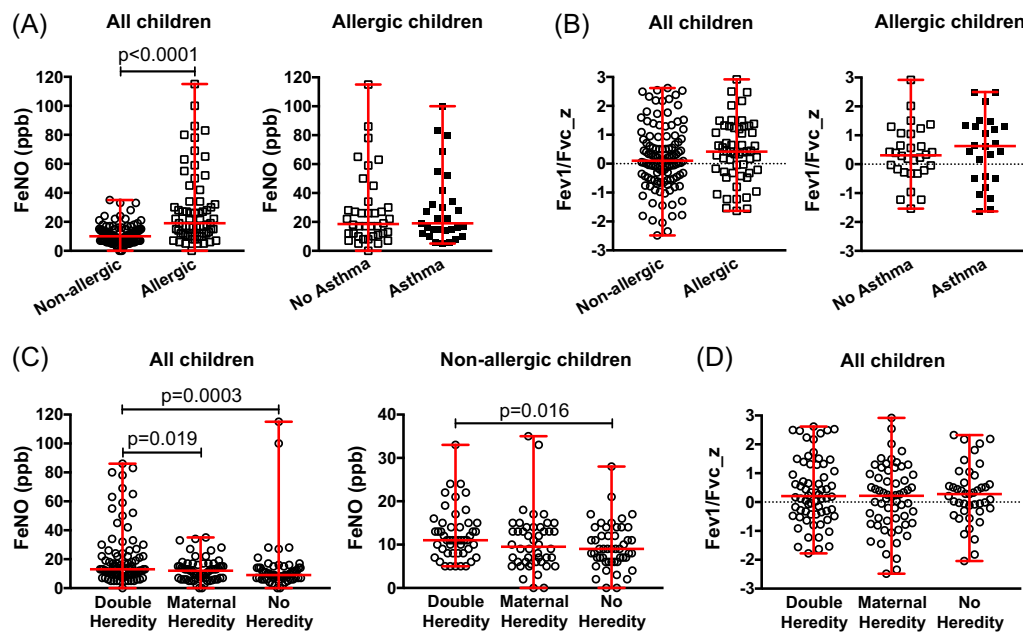 (A)
All children
p<0.0001
FeNO (ppb)
120
100
80
60
40
20
0
Non-allergic
Allergic
Allergic children
FeNO (ppb)
120
100
80
60
40
20
0
No Asthma
Asthma
(B)
All children
Fev1/Fvc_z
3
2
1
0
-1
-2
-3
Non-allergic
Allergic
Allergic children
Fev1/Fvc_z
3
2
1
0
-1
-2
-3
No Asthma
Asthma
(C)
All children
p=0.0003
p=0.019
FeNO (ppb)
120
100
80
60
40
20
0
Double Maternal No
Heredity Heredity Heredity
Non-allergic children
p=0.016
FeNO (ppb)
40
30
20
10
0
Double Maternal No
Heredity Heredity Heredity
(D)
All children
Fev1/Fvc_z
3
2
1
0
-1
-2
-3
Double Maternal No
Heredity Heredity Heredity